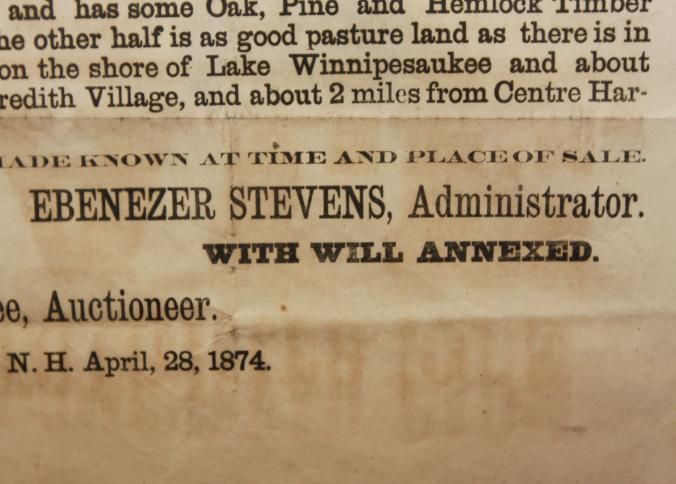 and has some Oak, Pine and Hemlock Timber
he other half is as good pasture land as there is in
on the shore of Lake Winnipesaukee and about
redith Village, and about 2 miles from Centre Har-
MADE KNOWN AT TIME AND PLACE OF SALE.
EBENEZER STEVENS, Administrator.
WITH WILL ANNEXED.
ee, Auctioneer.
N. H. April, 28, 1874.